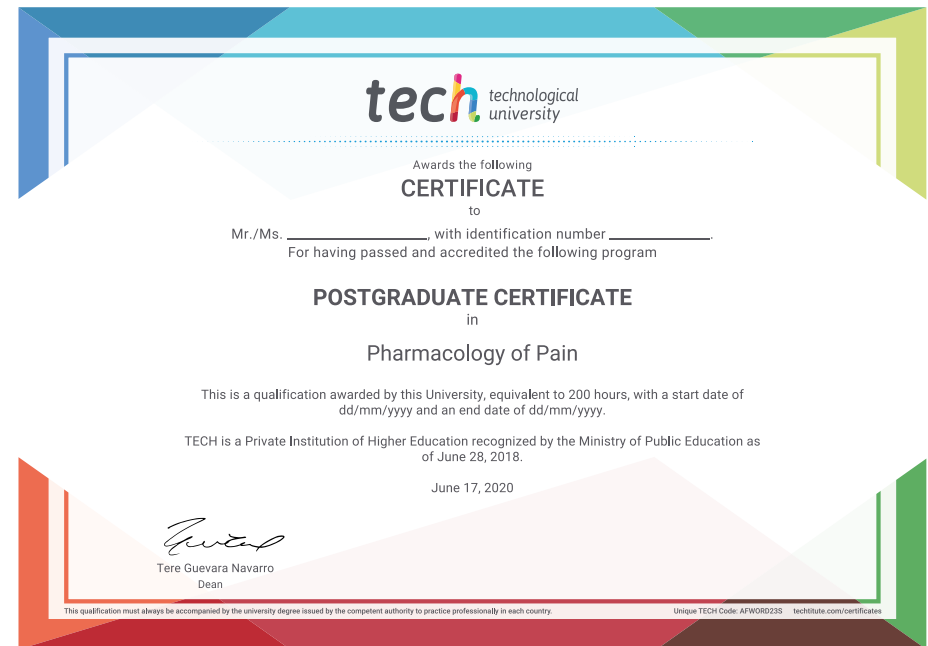 tech technological
university
Awards the following
CERTIFICATE
to
Mr./Ms. ____________________, with identification number ______________.
For having passed and accredited the following program
POSTGRADUATE CERTIFICATE
in
Pharmacology of Pain
This is a qualification awarded by this University, equivalent to 200 hours, with a start date of
dd/mm/yyyy and an end date of dd/mm/yyyy.
TECH is a Private Institution of Higher Education recognized by the Ministry of Public Education as
of June 28, 2018.
June 17, 2020
Tere Guevara Navarro
Dean
This qualification must always be accompanied by the university degree issued by the competent authority to practice professionally in each country.
Unique TECH Code: AFWORD23S techtitute.com/certificates